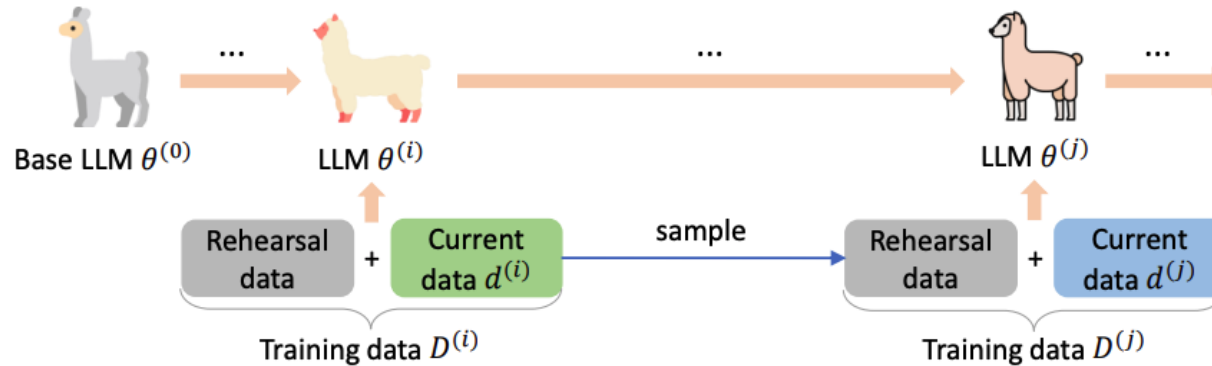 ... ... ...
Base LLM θ^(0) LLM θ^(i) LLM θ^(j)
Rehearsal data + Current data d^(i) sample Rehearsal data + Current data d^(j)
Training data D^(i) Training data D^(j)